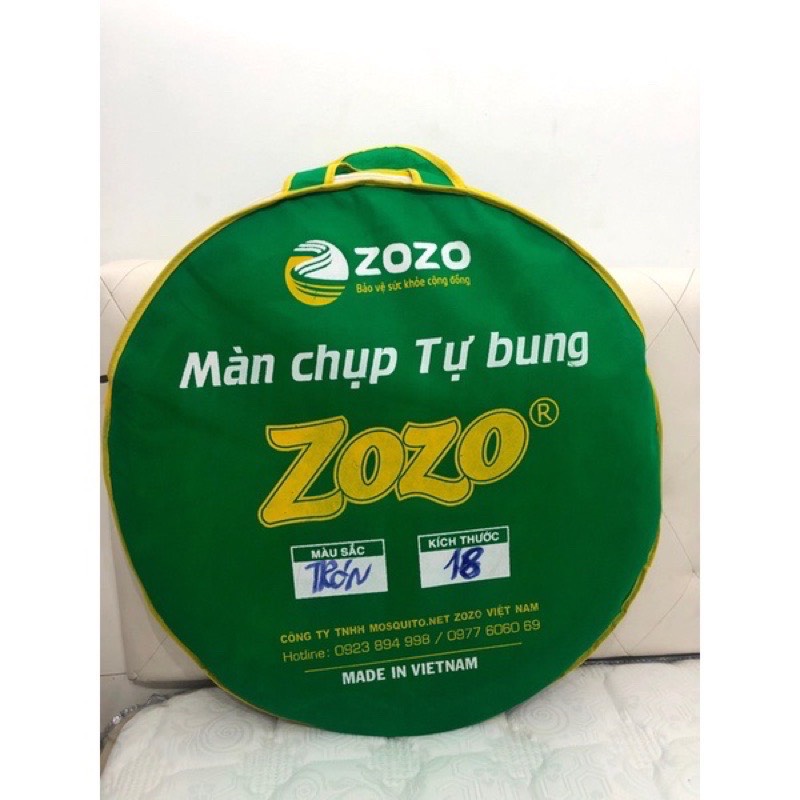 ZOZO
Bảo vệ sức khỏe cộng đồng
Màn chụp Tự bung
ZOZO®
MÀU SẮC
TRƠN
KÍCH THƯỚC
18
CÔNG TY TNHH MOSQUITO.NET ZOZO VIỆT NAM
Hotline: 0923 894 998 / 0977 6060 69
MADE IN VIETNAM